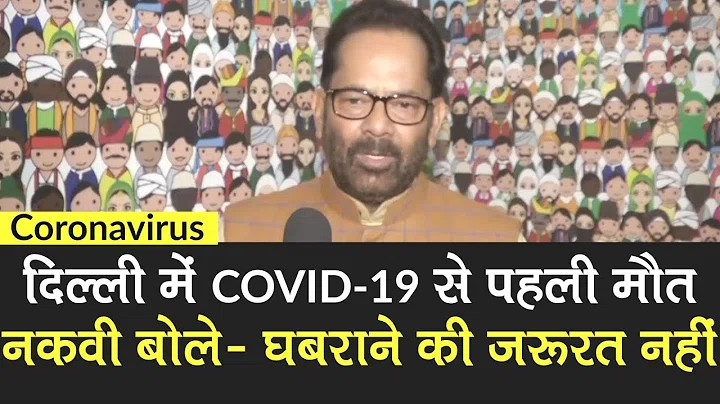 Coronavirus
दिल्ली में COVID-19 से पहली मौत
नकवी बोले- घबराने की जरूरत नहीं